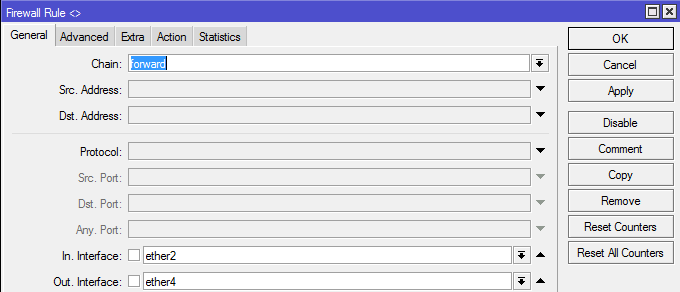 Firewall Rule <>
General Advanced Extra Action Statistics
Chain: forward
Src. Address:
Dst. Address:
Protocol:
Src. Port:
Dst. Port:
Any. Port:
In. Interface: ether2
Out. Interface: ether4
OK
Cancel
Apply
Disable
Comment
Copy
Remove
Reset Counters
Reset All Counters